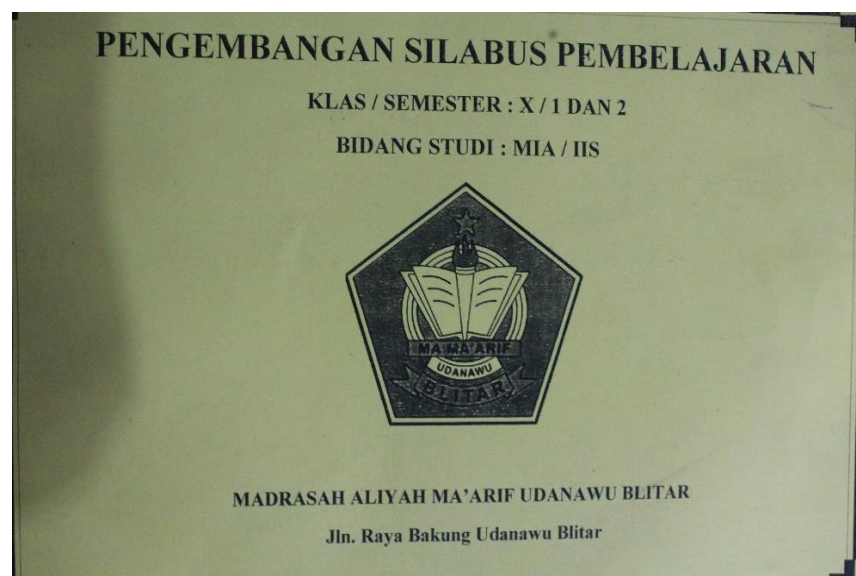 PENGEMBANGAN SILABUS PEMBELAJARAN
KLAS / SEMESTER : X / 1 DAN 2
BIDANG STUDI : MIA / IIS
MA MA'ARIF
UDANAWU
BLITAR
MADRASAH ALIYAH MA'ARIF UDANAWU BLITAR
Jln. Raya Bakung Udanawu Blitar